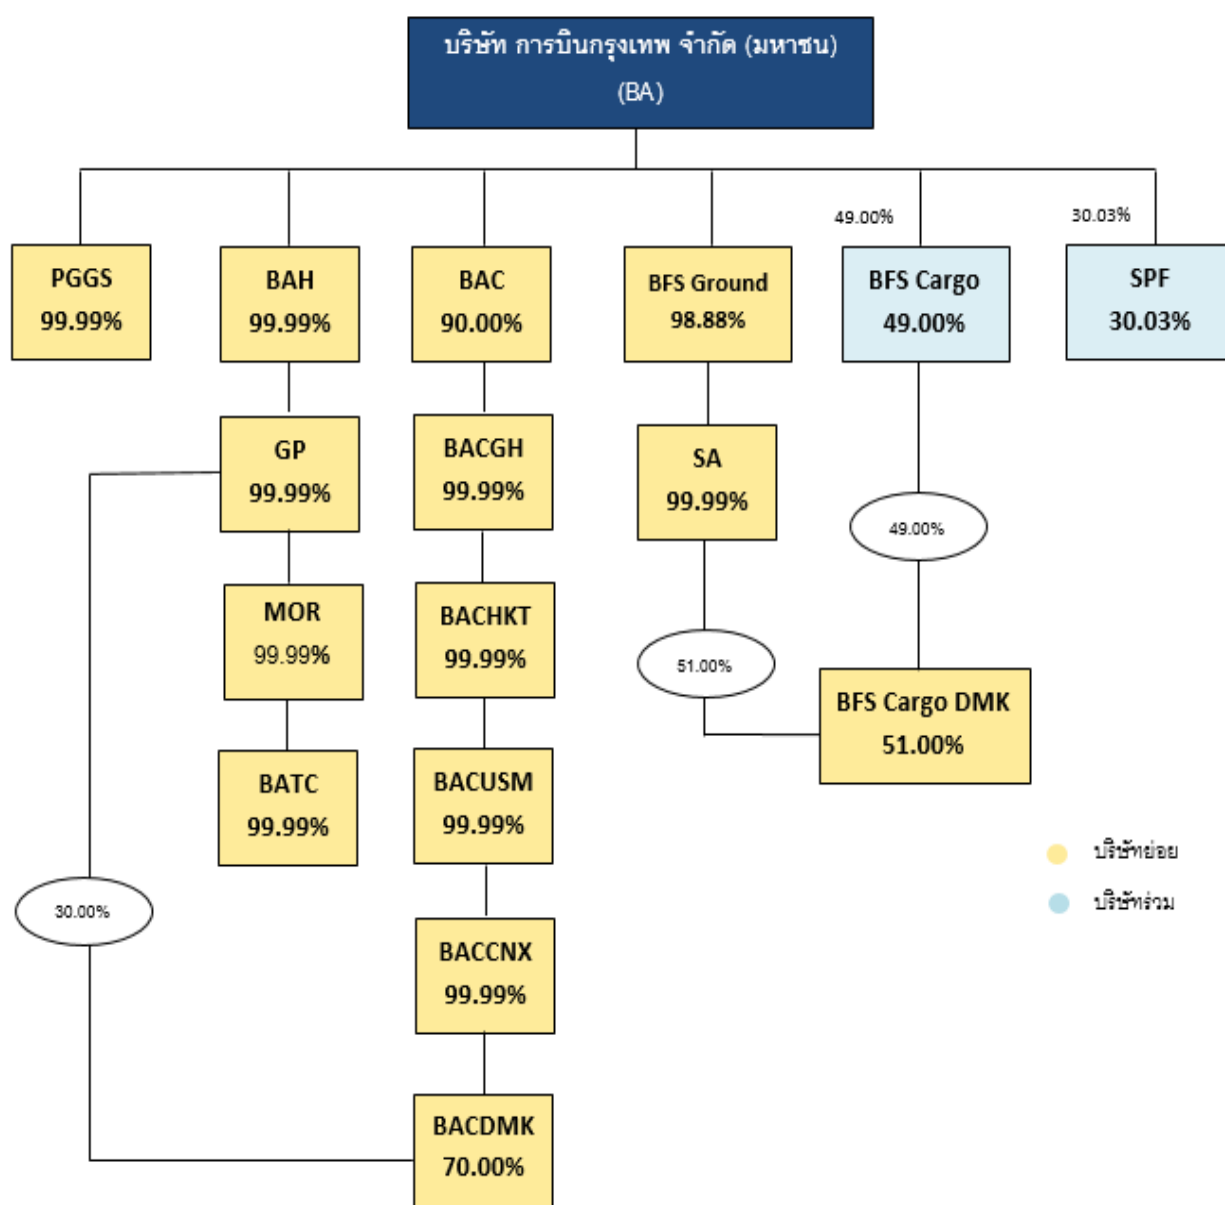 บริษัท การบินกรุงเทพ จำกัด (มหาชน)
(BA)
49.00%
30.03%
PGGS
99.99%
BAH
99.99%
BAC
90.00%
BFS Ground
98.88%
BFS Cargo
49.00%
SPF
30.03%
GP
99.99%
BACGH
99.99%
SA
99.99%
49.00%
MOR
99.99%
BACHKT
99.99%
51.00%
BFS Cargo DMK
51.00%
BATC
99.99%
BACUSM
99.99%
บริษัทย่อย
บริษัทร่วม
30.00%
BACCNX
99.99%
BACDMK
70.00%